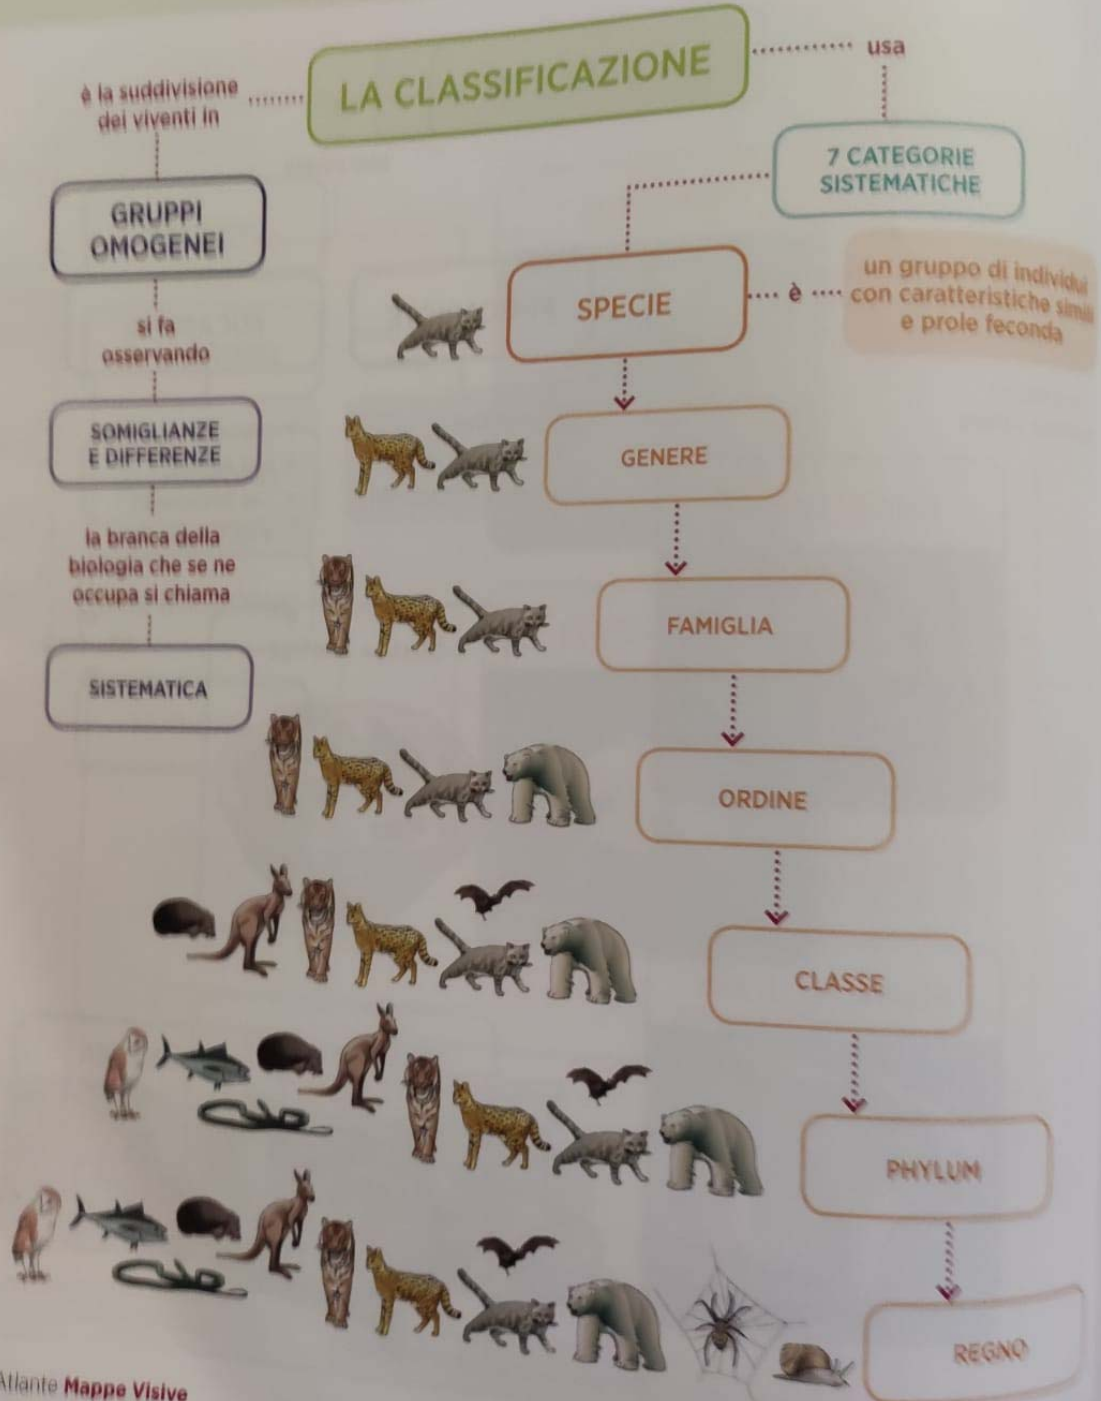 LA CLASSIFICAZIONE
è la suddivisione
dei viventi in
GRUPPI
OMOGENEI
si fa
osservando
SOMIGLIANZE
E DIFFERENZE
la branca della
biologia che se ne
occupa si chiama
SISTEMATICA
usa
7 CATEGORIE
SISTEMATICHE
SPECIE
è
un gruppo di individui
con caratteristiche simili
e prole feconda
GENERE
FAMIGLIA
ORDINE
CLASSE
PHYLUM
REGNO
Atlante Mappe Visive